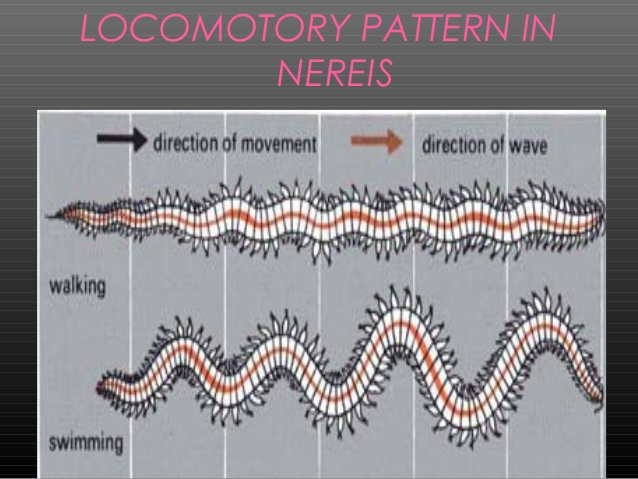 LOCOMOTORY PATTERN IN
NEREIS
direction of movement
direction of wave
walking
swimming